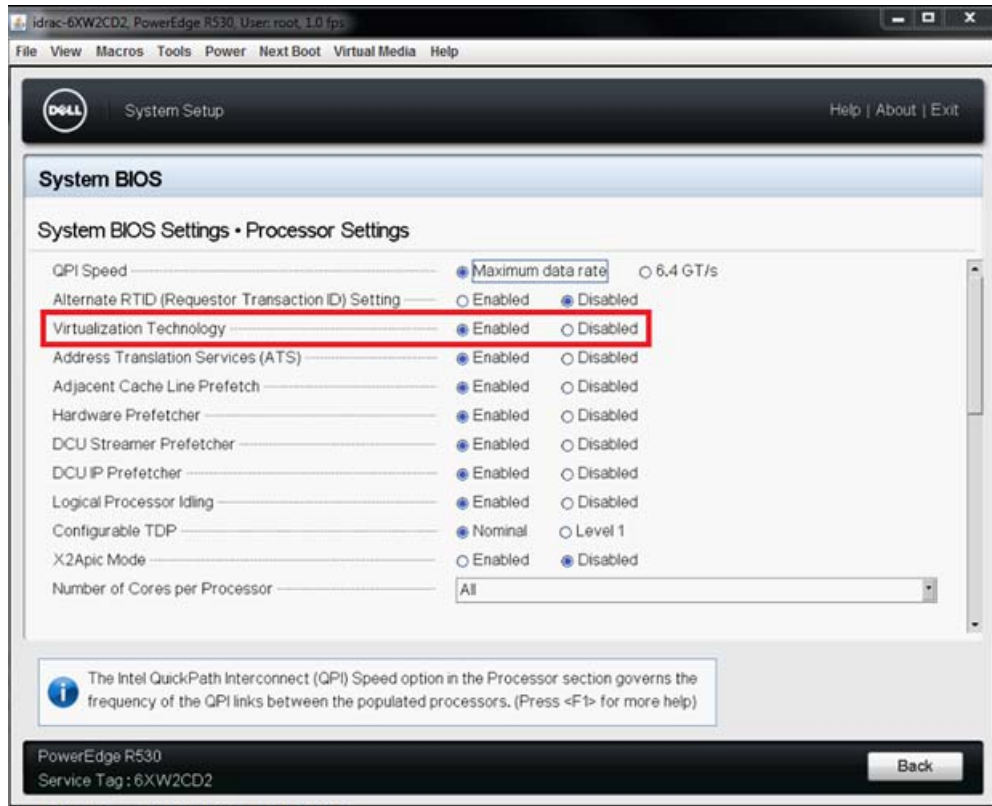 idrac-6XW2CD2, PowerEdge R530, User: root, 1.0 fps
File View Macros Tools Power Next Boot Virtual Media Help
DELL System Setup Help | About | Exit
System BIOS
System BIOS Settings • Processor Settings
QPI Speed Maximum data rate 6.4 GT/s
Alternate RTID (Requestor Transaction ID) Setting Enabled Disabled
Virtualization Technology Enabled Disabled
Address Translation Services (ATS) Enabled Disabled
Adjacent Cache Line Prefetch Enabled Disabled
Hardware Prefetcher Enabled Disabled
DCU Streamer Prefetcher Enabled Disabled
DCU IP Prefetcher Enabled Disabled
Logical Processor Idling Enabled Disabled
Configurable TDP Nominal Level 1
X2Apic Mode Enabled Disabled
Number of Cores per Processor All
The Intel QuickPath Interconnect (QPI) Speed option in the Processor section governs the
frequency of the QPI links between the populated processors. (Press <F1> for more help)
PowerEdge R530
Service Tag : 6XW2CD2
Back